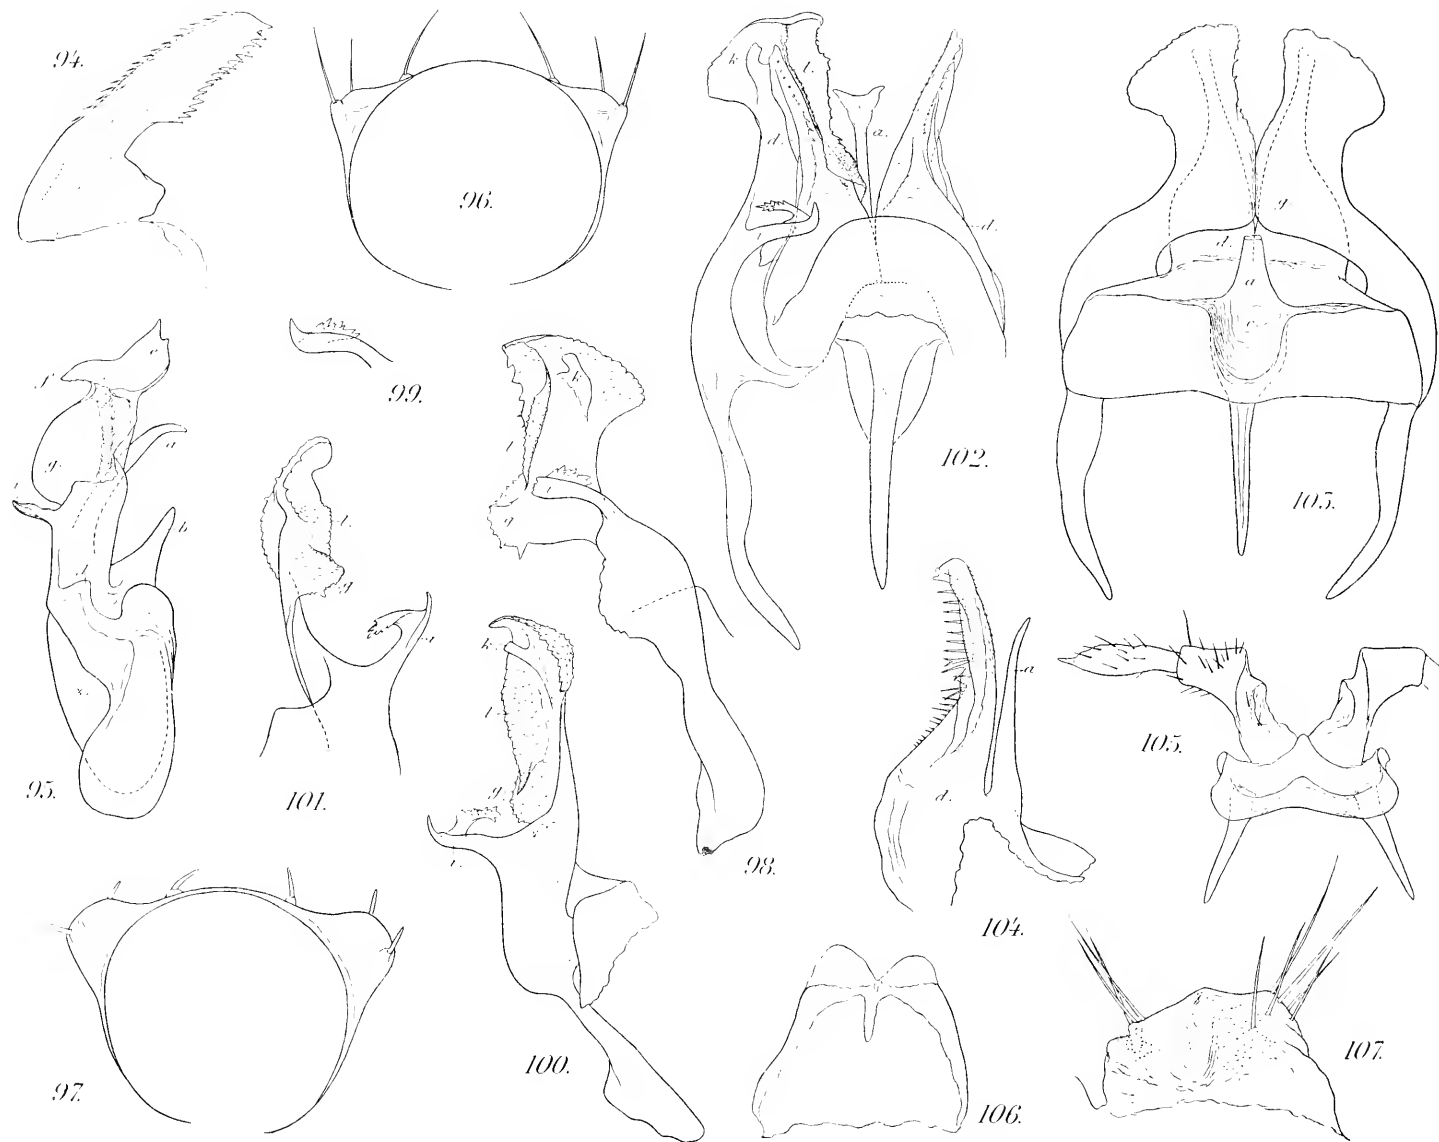 94.
96.
k
l.
a.
d.
d.
i
102.
g.
d.
a
c.
103.
99.
e
f
g.
a
i
b
x.
95.
l
g.
i
101.
k
l
i
g
98.
k.
l
g.
i.
100.
a
d.
104.
105.
97.
106.
107.